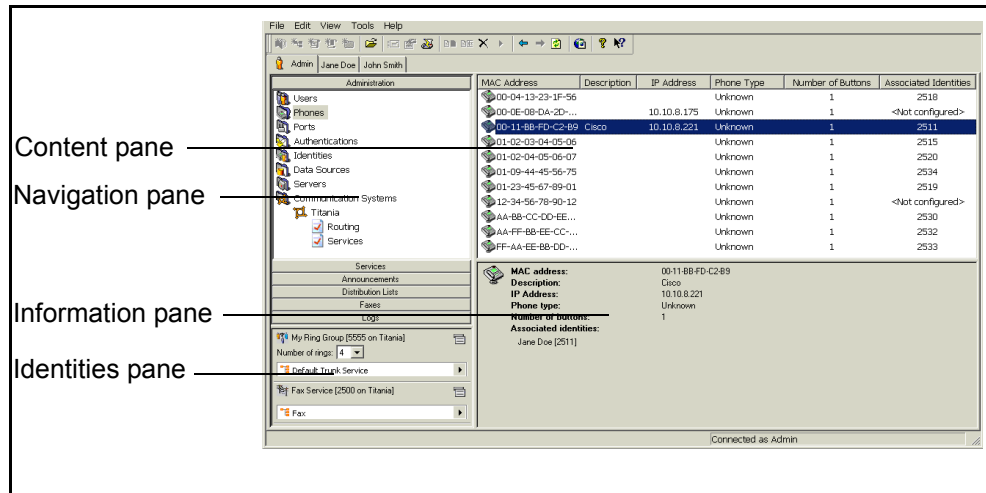 File Edit View Tools Help
Admin Jane Doe John Smith
Administration
Users
Phones
Ports
Authentications
Identities
Data Sources
Servers
Communication Systems
Titania
Routing
Services
Services
Announcements
Distribution Lists
Faxes
Logs
My Ring Group [5555 on Titania]
Number of rings: 4
Default Trunk Service
Fax Service [2500 on Titania]
Fax
MAC Address Description IP Address Phone Type Number of Buttons Associated Identities
00-04-13-23-1F-56 Unknown 1 2518
00-0E-08-DA-2D-... 10.10.8.175 Unknown 1 <Not configured>
00-11-BB-FD-C2-B9 Cisco 10.10.8.221 Unknown 1 2511
01-02-03-04-05-06 Unknown 1 2515
01-02-04-05-06-07 Unknown 1 2520
01-09-44-45-56-75 Unknown 1 2534
01-23-45-67-89-01 Unknown 1 2519
12-34-56-78-90-12 Unknown 1 <Not configured>
AA-BB-CC-DD-EE... Unknown 1 2530
AA-FF-BB-EE-CC-... Unknown 1 2532
FF-AA-EE-BB-DD-... Unknown 1 2533
MAC address: 00-11-BB-FD-C2-B9
Description: Cisco
IP Address: 10.10.8.221
Phone type: Unknown
Number of buttons: 1
Associated identities:
Jane Doe [2511]
Connected as Admin
Content pane
Navigation pane
Information pane
Identities pane